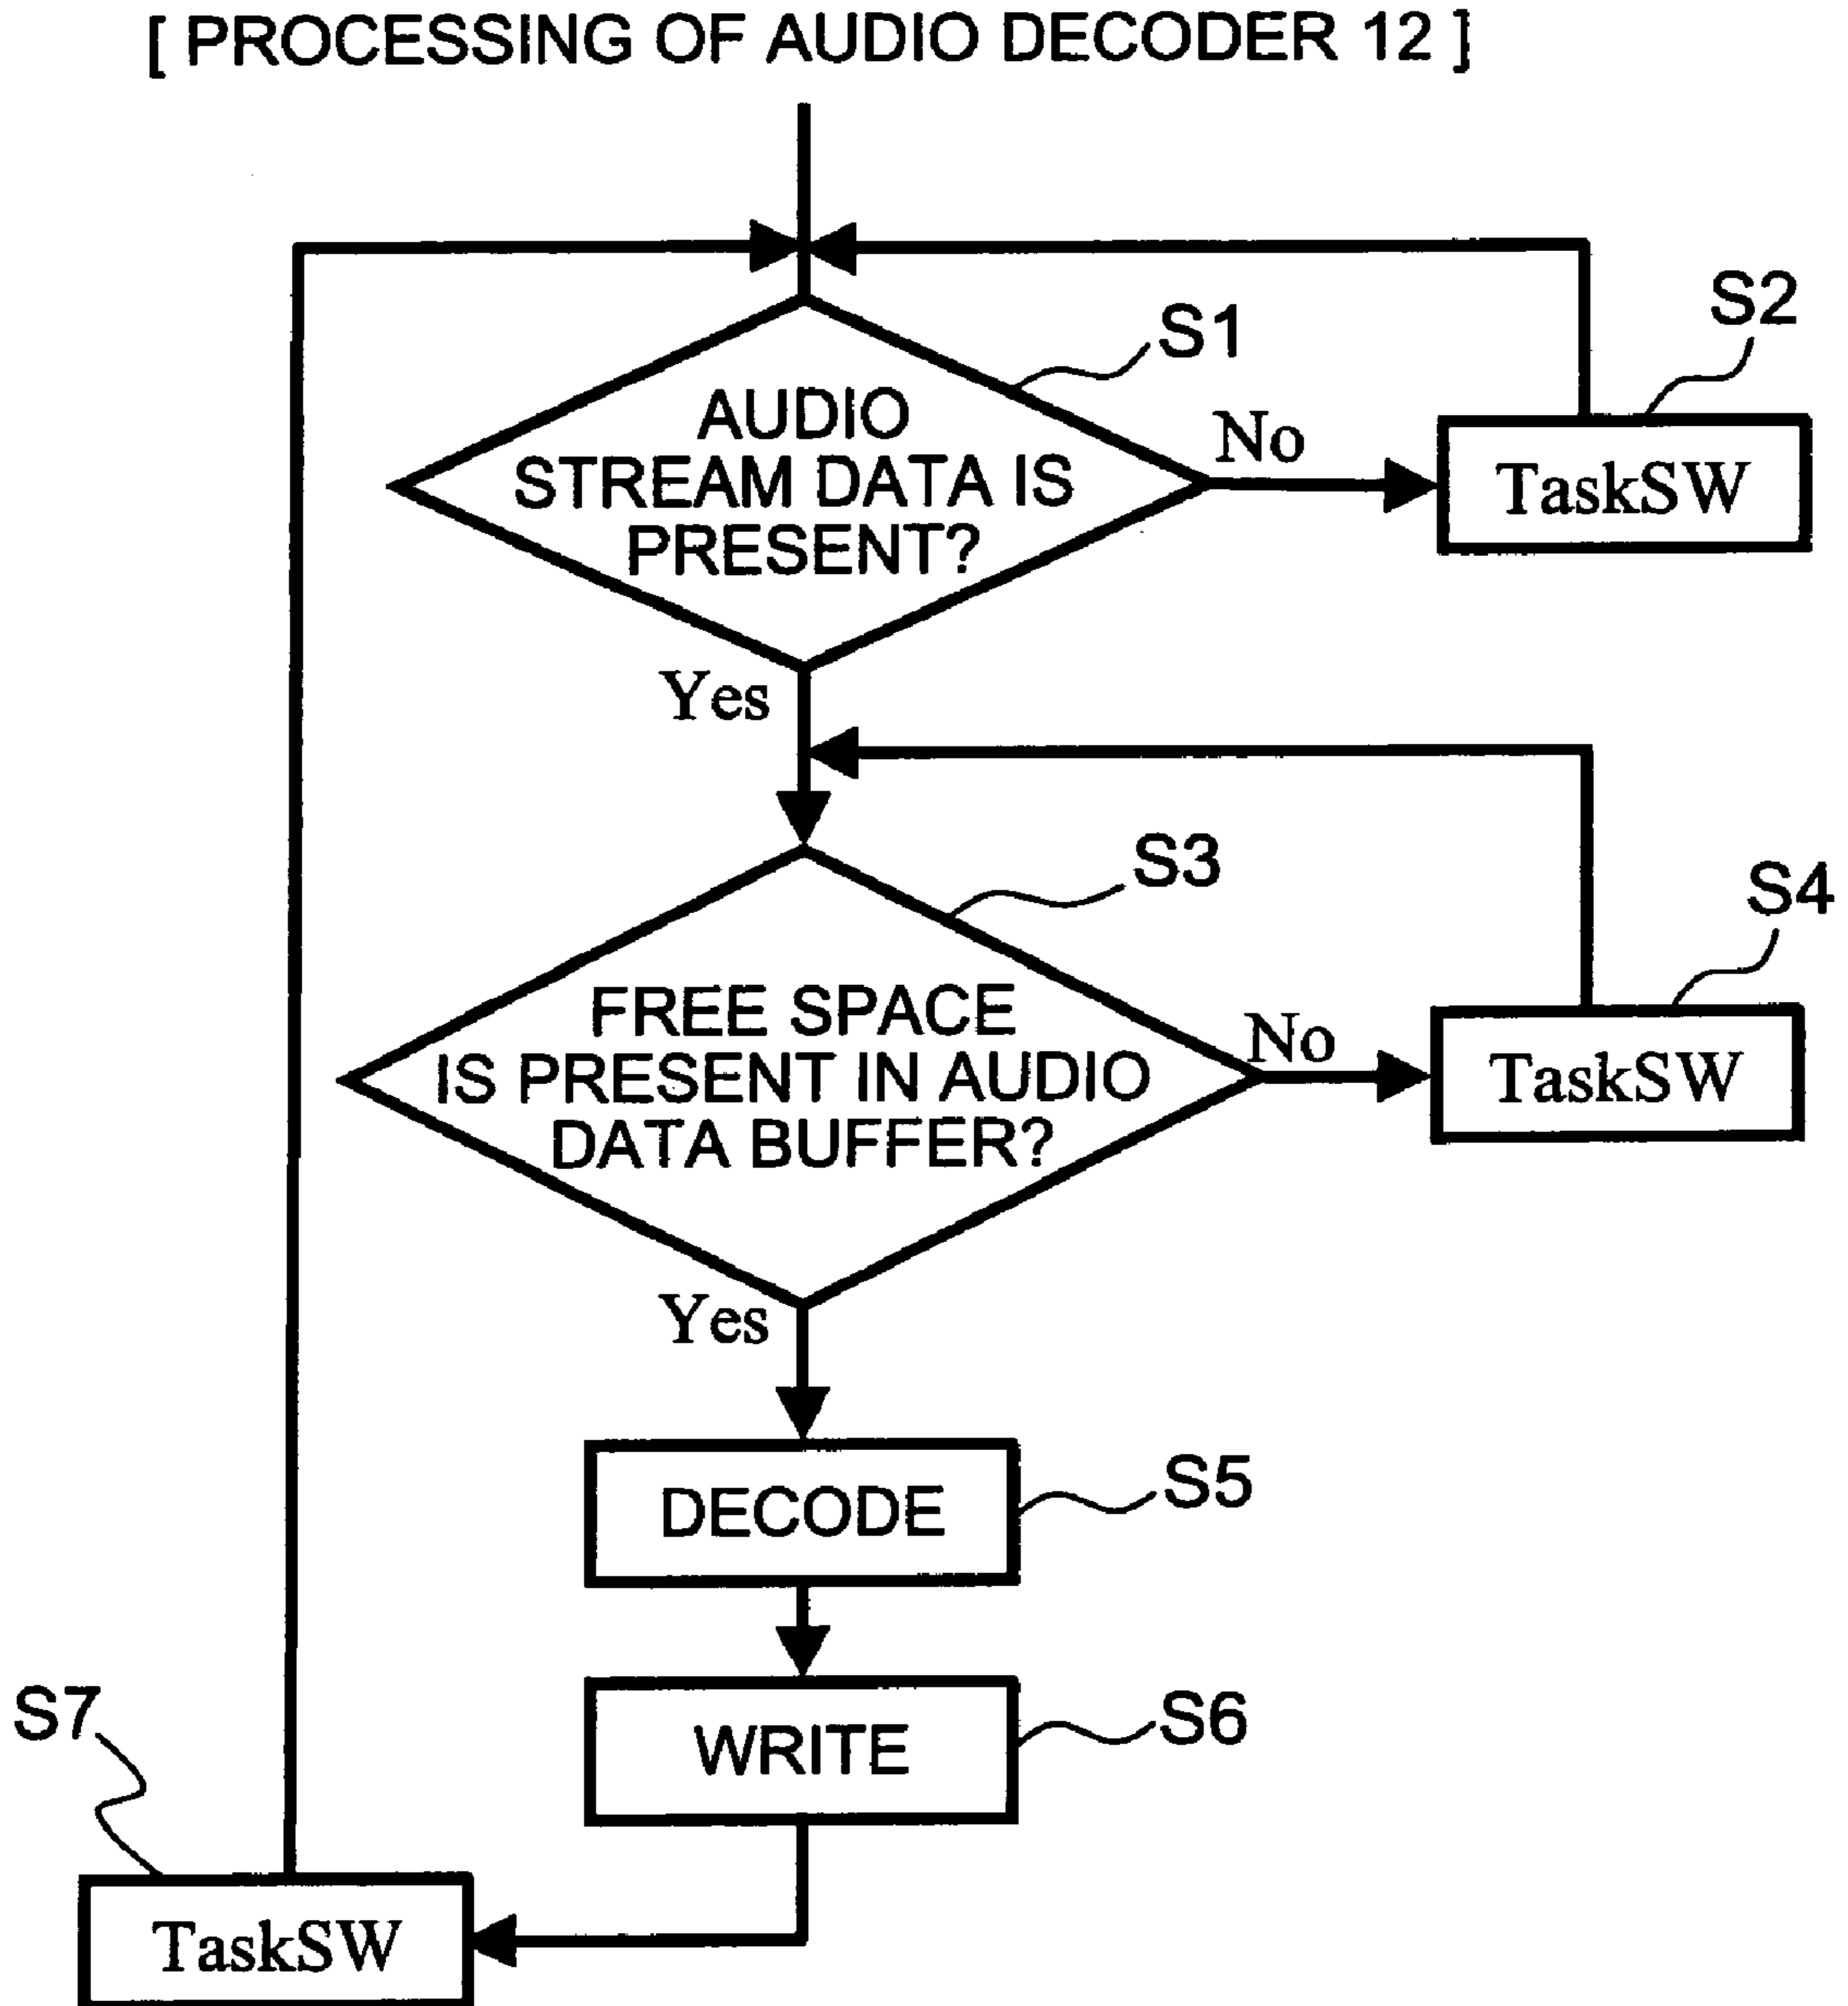 [ PROCESSING OF AUDIO DECODER 12 ]
S1
S2
AUDIO
STREAM DATA IS
PRESENT?
No
TaskSW
Yes
S3
S4
FREE SPACE
IS PRESENT IN AUDIO
DATA BUFFER?
No
TaskSW
Yes
DECODE
S5
WRITE
S6
S7
TaskSW